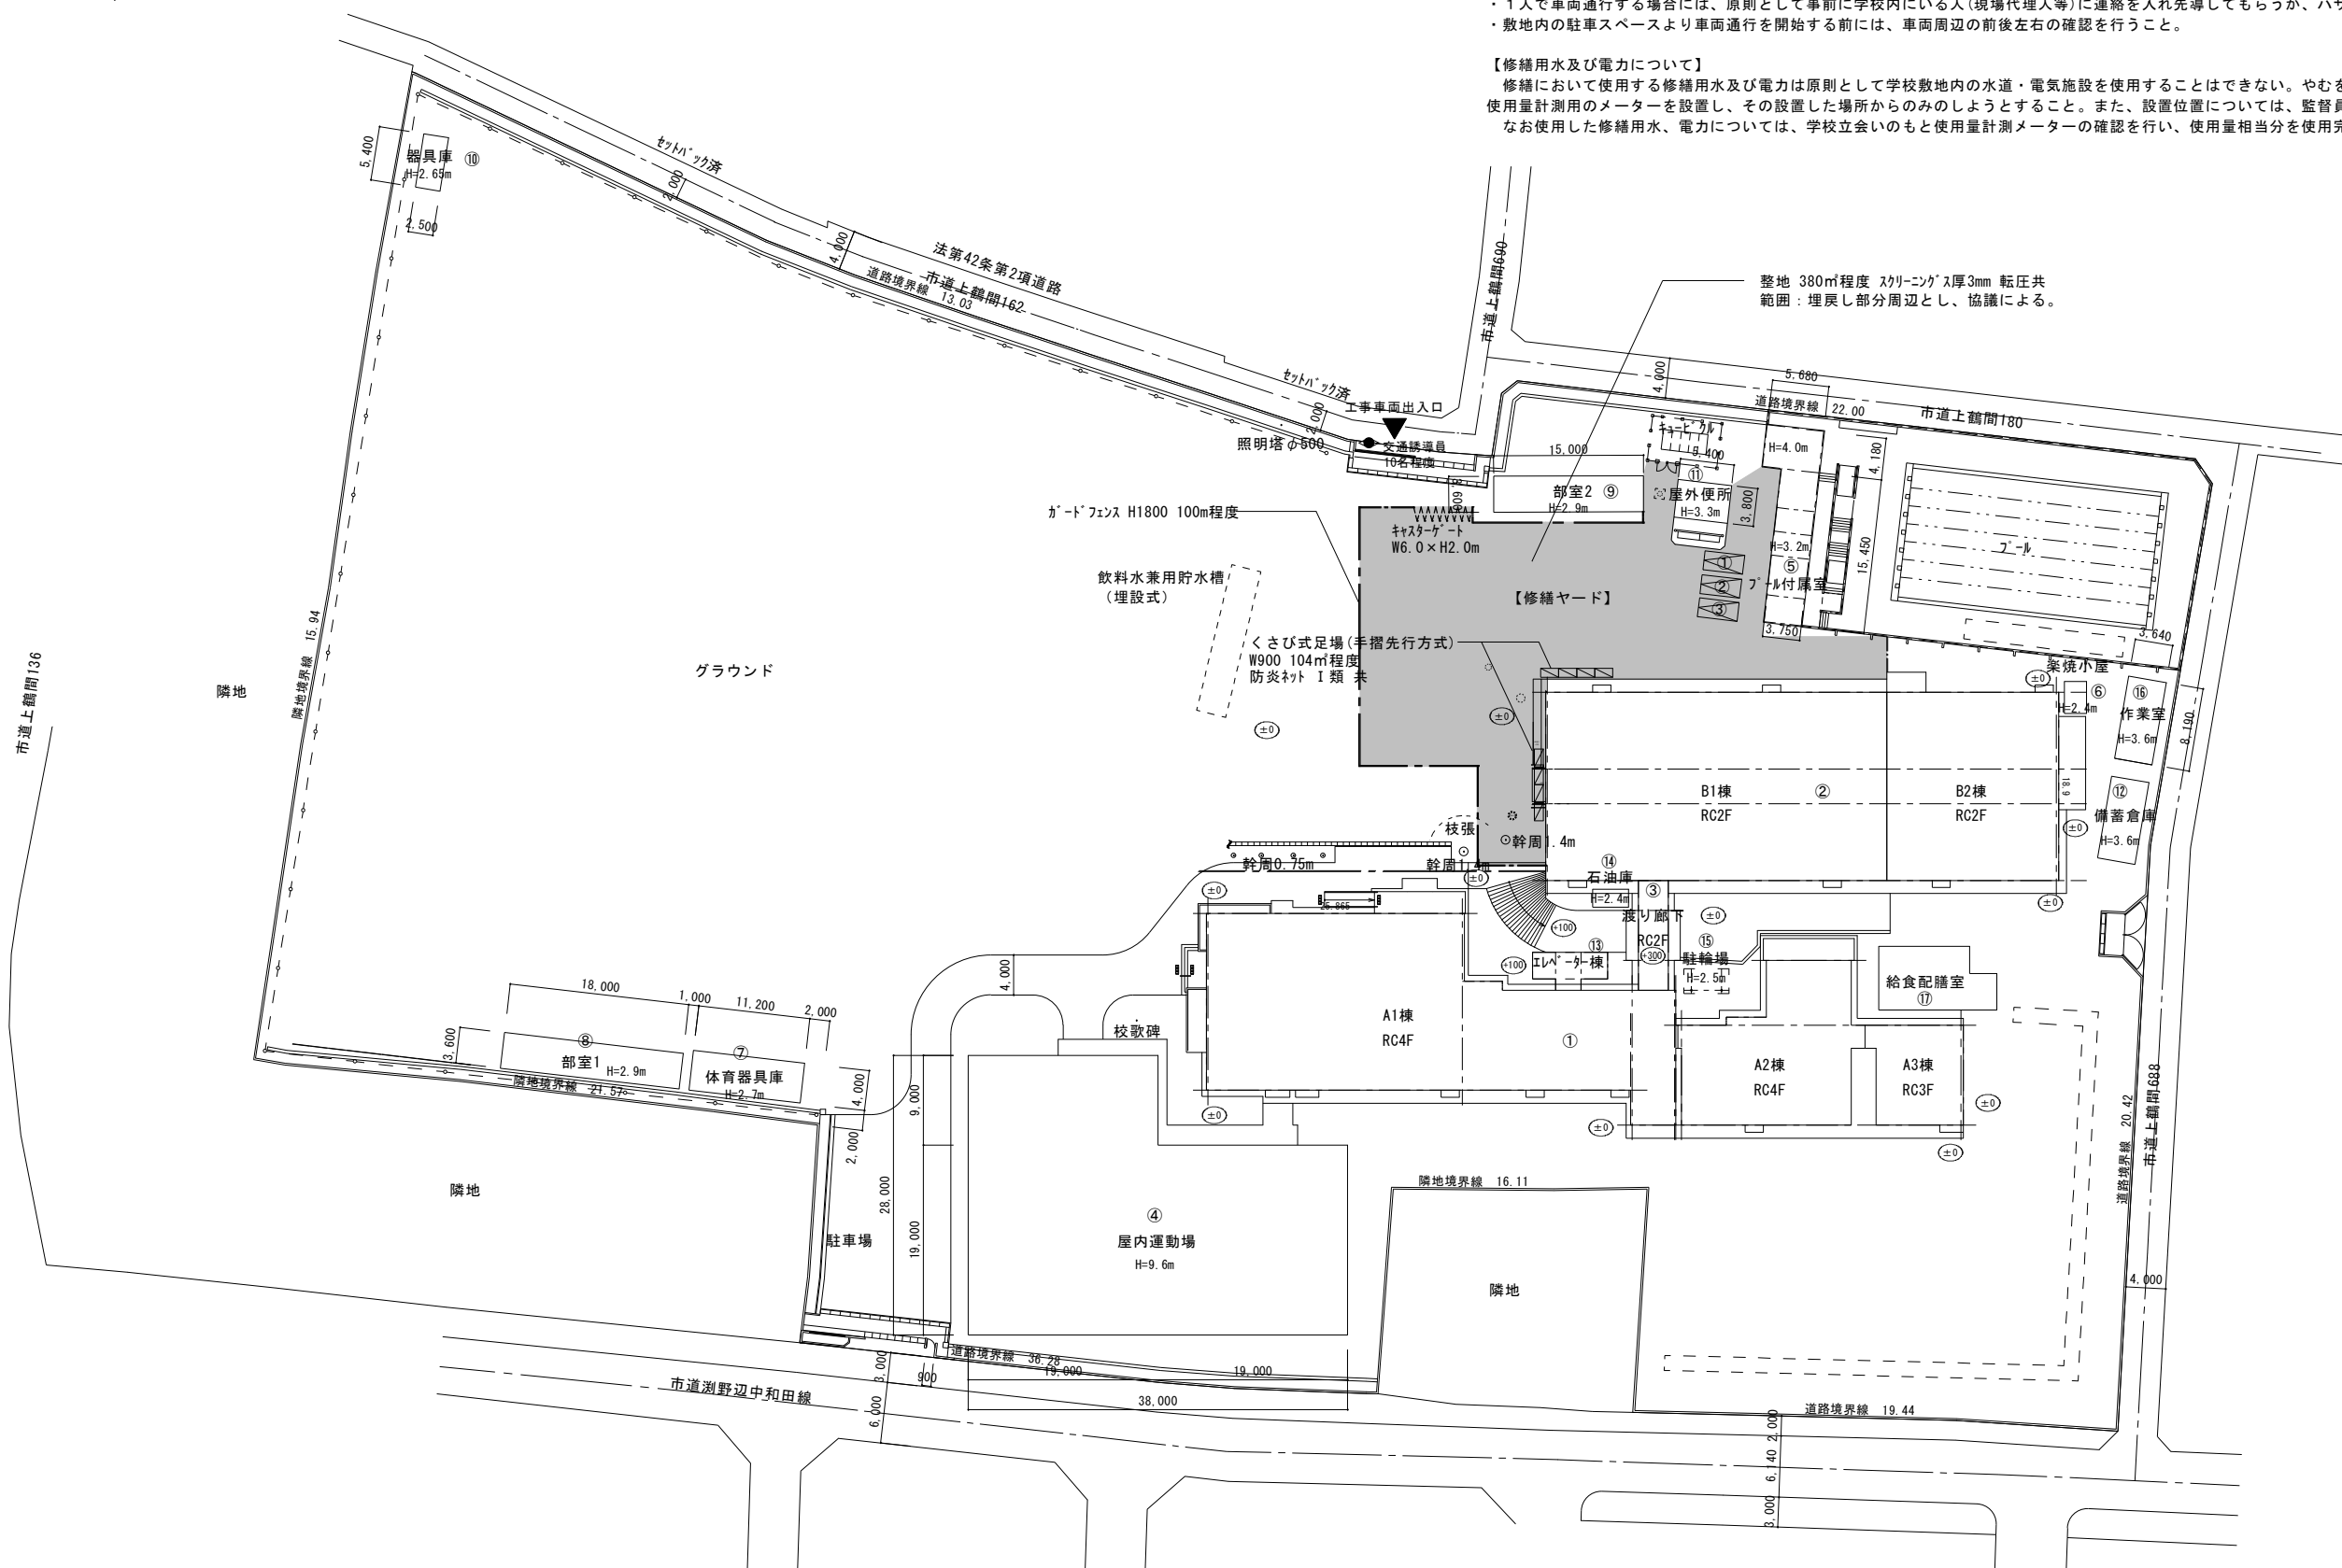 ・１人で車両通行する場合には、原則として事前に学校内にいる人(現場代理人等)に連絡を入れ先導してもらうか、ハザ
・敷地内の駐車スペースより車両通行を開始する前には、車両周辺の前後左右の確認を行うこと。
【修繕用水及び電力について】
修繕において使用する修繕用水及び電力は原則として学校敷地内の水道・電気施設を使用することはできない。やむを
使用量計測用のメーターを設置し、その設置した場所からのみのしようとすること。また、設置位置については、監督員
なお使用した修繕用水、電力については、学校立会いのもと使用量計測メーターの確認を行い、使用量相当分を使用完
5,400
器具庫 ⑩
H=2.65m
2,500
セットバック済
2,000
4,000
法第42条第2項道路
市道上鶴間162
道路境界線 13.03
市道上鶴間690
整地 380㎡程度 スクリーニングス厚3mm 転圧共
範囲：埋戻し部分周辺とし、協議による。
セットバック済
2,000
工事車両出入口
照明塔φ500
交通誘導員
10名程度
4,000
5,680
道路境界線 22.00
市道上鶴間180
キュービクル
5,400
H=4.0m
4,180
15,000
部室2 ⑨
H=2.9m
3,600
⑪
屋外便所
H=3.3m
3,800
ガードフェンス H1800 100m程度
キャスターゲート
W6.0×H2.0m
H=3.2m
⑤
プール付属室
15,450
プール
①
②
③
3,750
3,640
飲料水兼用貯水槽
（埋設式）
【修繕ヤード】
くさび式足場(手摺先行方式)
W900 104㎡程度
防炎ネット Ⅰ類 共
隣地境界線 15.94
市道上鶴間136
隣地
グラウンド
±0
±0
楽焼小屋
±0
⑥
H=2.4m
⑯
作業室
H=3.6m
8,190
B1棟 ②
RC2F
B2棟
RC2F
18.9
⑫
備蓄倉庫
H=3.6m
±0
枝張
幹周1.4m
幹周0.75m
幹周1.4m
±0
±0
⑭
石油庫
H=2.4m
③
渡り廊下
RC2F
+300
±0
±0
25.865
+100
+100
⑬
エレベーター棟
⑮
駐輪場
H=2.5m
給食配膳室
⑰
4,000
18,000
1,000
11,200
2,000
3,600
⑧
部室1
H=2.9m
⑦
体育器具庫
H=2.7m
隣地境界線 21.57
4,000
2,000
校歌碑
A1棟
RC4F
①
A2棟
RC4F
A3棟
RC3F
±0
±0
±0
±0
9,000
28,000
19,000
隣地
駐車場
④
屋内運動場
H=9.6m
隣地境界線 16.11
隣地
道路境界線 20.42
市道上鶴間688
4,000
道路境界線 36.28
19,000
19,000
38,000
900
3,000
6,000
市道渕野辺中和田線
道路境界線 19.44
2,000
6,140
3,000